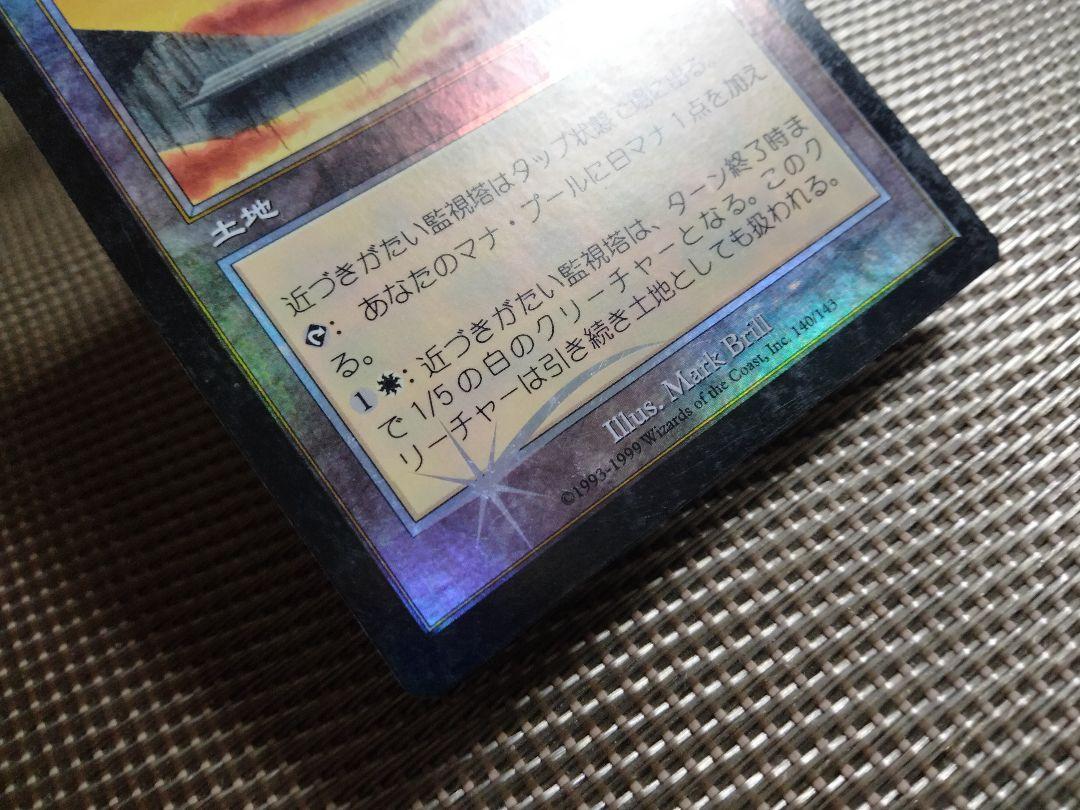 土地
近づきがたい監視塔はタップ状態で場に出る。
: あなたのマナ・プールに白マナ1点を加え
る。
1 : 近づきがたい監視塔は、ターン終了時ま
で1/5の白のクリーチャーとなる。このク
リーチャーは引き続き土地としても扱われる。
Illus. Mark Brill
©1993-1999 Wizards of the Coast, Inc. 140/143